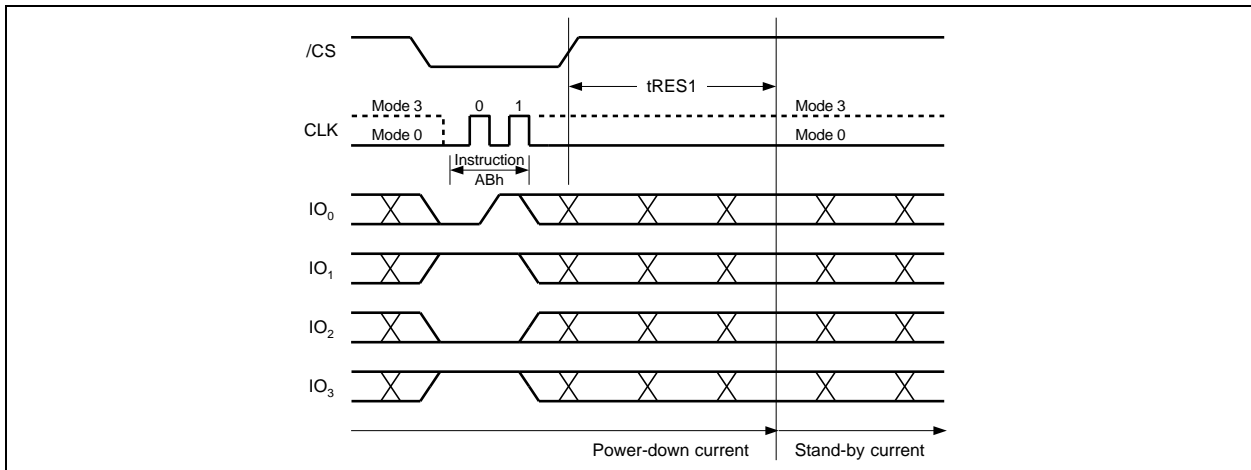 /CS
tRES1
Mode 3 0 1 Mode 3
CLK
Mode 0 Mode 0
Instruction
ABh
IO0
IO1
IO2
IO3
Power-down current Stand-by current